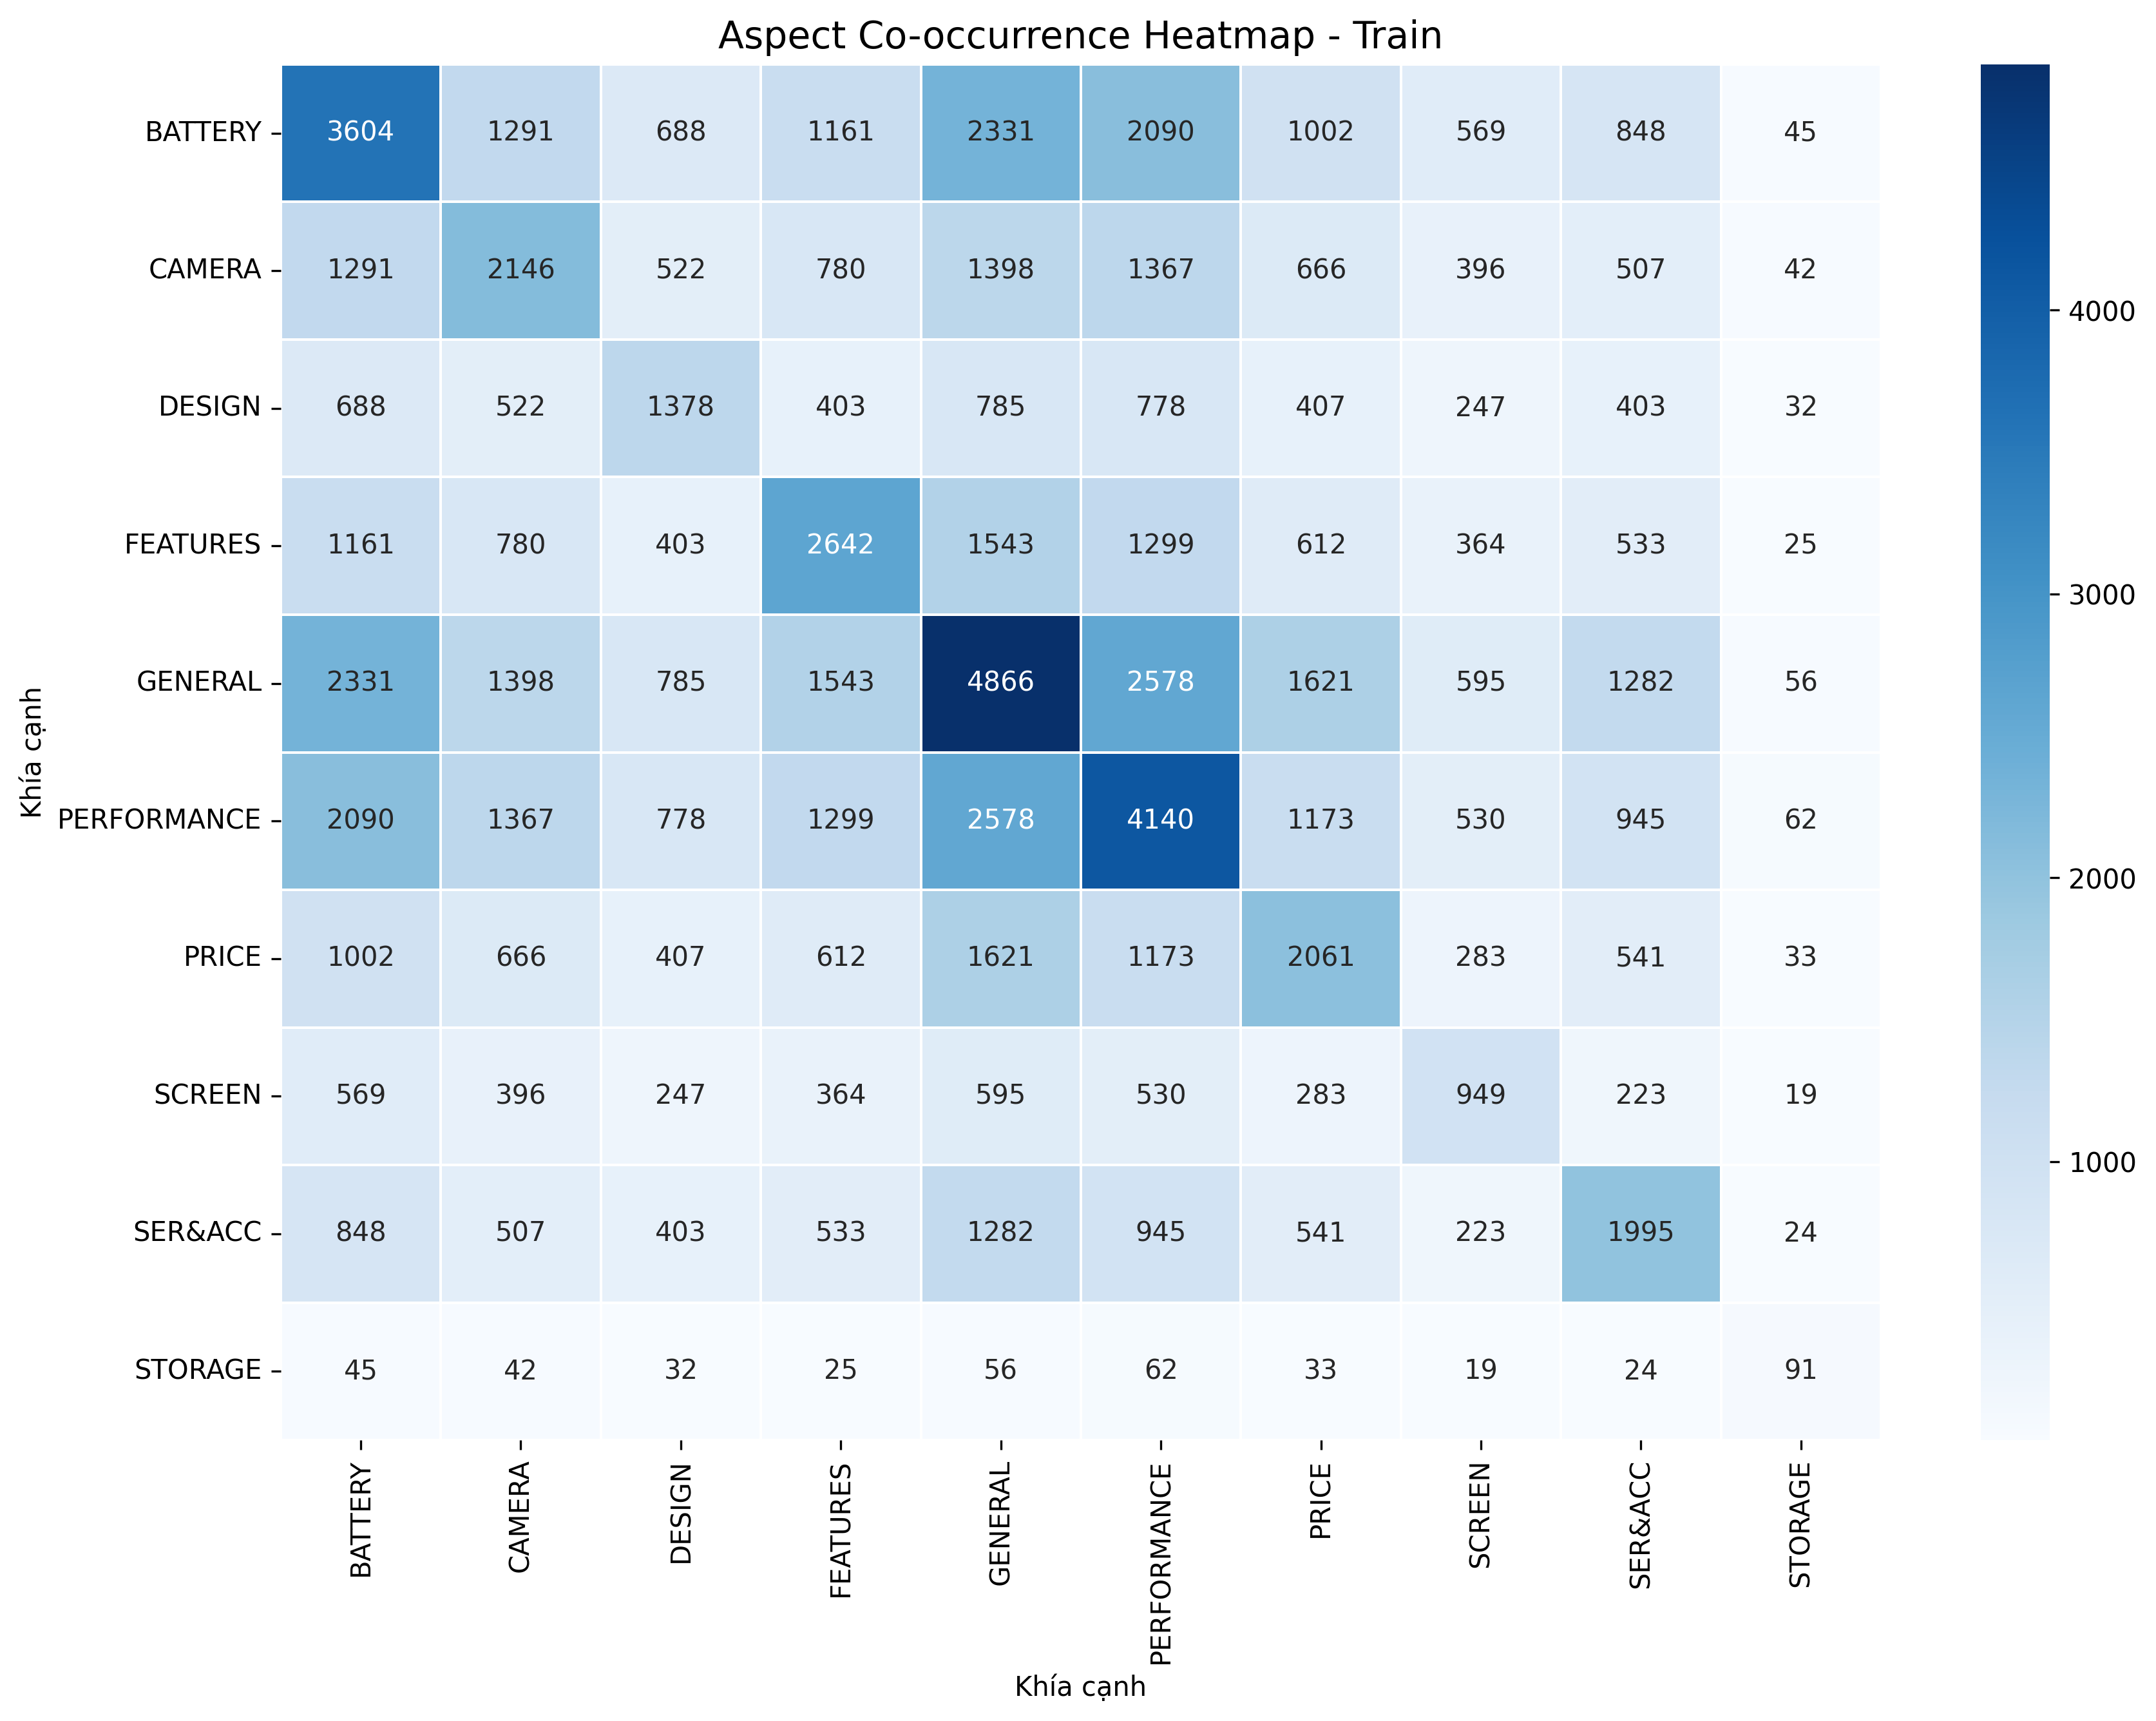 Aspect Co-occurrence Heatmap - Train
BATTERY 3604 1291 688 1161 2331 2090 1002 569 848 45
CAMERA 1291 2146 522 780 1398 1367 666 396 507 42
DESIGN 688 522 1378 403 785 778 407 247 403 32
FEATURES 1161 780 403 2642 1543 1299 612 364 533 25
GENERAL 2331 1398 785 1543 4866 2578 1621 595 1282 56
PERFORMANCE 2090 1367 778 1299 2578 4140 1173 530 945 62
PRICE 1002 666 407 612 1621 1173 2061 283 541 33
SCREEN 569 396 247 364 595 530 283 949 223 19
SER&ACC 848 507 403 533 1282 945 541 223 1995 24
STORAGE 45 42 32 25 56 62 33 19 24 91
Khía cạnh
BATTERY CAMERA DESIGN FEATURES GENERAL PERFORMANCE PRICE SCREEN SER&ACC STORAGE
Khía cạnh
4000
3000
2000
1000